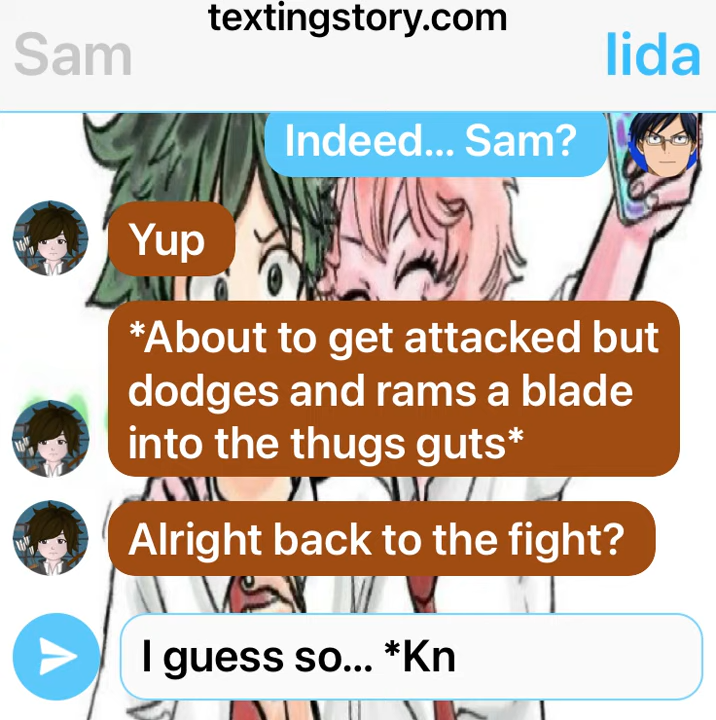 textingstory.com
Sam
Iida
Indeed... Sam?
Yup
*About to get attacked but
dodges and rams a blade
into the thugs guts*
Alright back to the fight?
I guess so... *Kn